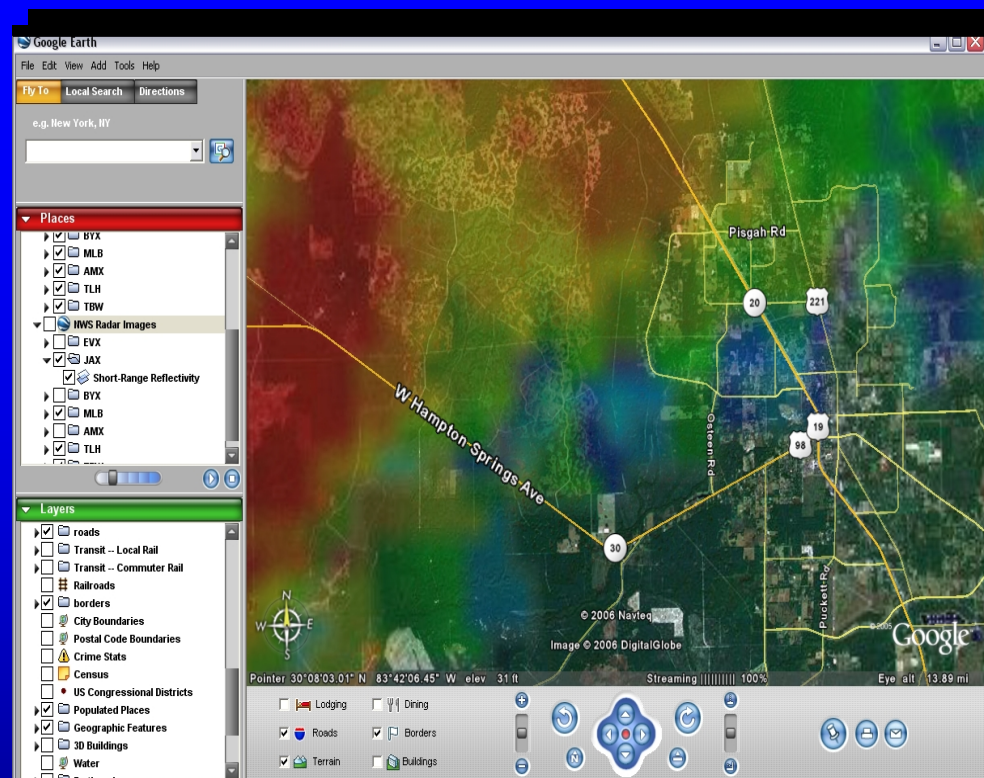 Google Earth
File Edit View Add Tools Help
Fly To Local Search Directions
e.g. New York, NY
Places
BYX
MLB
AMX
TLH
TBW
NWS Radar Images
EVX
JAX
Short-Range Reflectivity
BYX
MLB
AMX
TLH
Layers
roads
Transit -- Local Rail
Transit -- Commuter Rail
Railroads
borders
City Boundaries
Postal Code Boundaries
Crime Stats
Census
US Congressional Districts
Populated Places
Geographic Features
3D Buildings
Water
Pisgah Rd
20
221
W Hampton Springs Ave
Osteen Rd
19
98
30
Puckett Rd
N
W E
S
© 2006 Navteq
Image © 2006 DigitalGlobe
© 2005
Google
Pointer 30°08'03.01" N 83°42'06.45" W elev 31 ft Streaming |||||||||| 100% Eye alt 13.89 mi
Lodging Dining
Roads Borders
Terrain Buildings
N